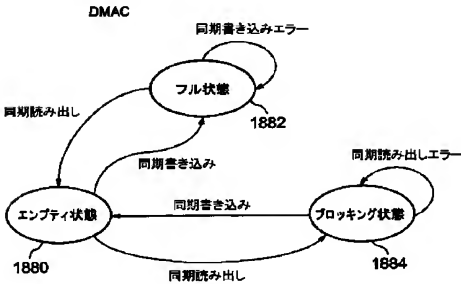 DMAC
同期書き込みエラー
フル状態
1882
同期読み出し
同期書き込み
同期読み出しエラー
エンプティ状態
同期書き込み
ブロッキング状態
1880
同期読み出し
1884